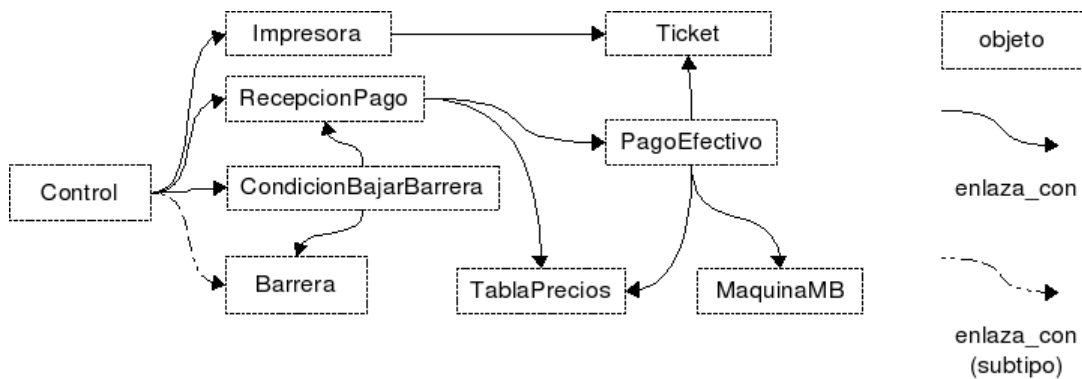 Impresora
Ticket
objeto
RecepcionPago
PagoEfectivo
Control
CondicionBajarBarrera
enlaza_con
Barrera
TablaPrecios
MaquinaMB
enlaza_con
(subtipo)